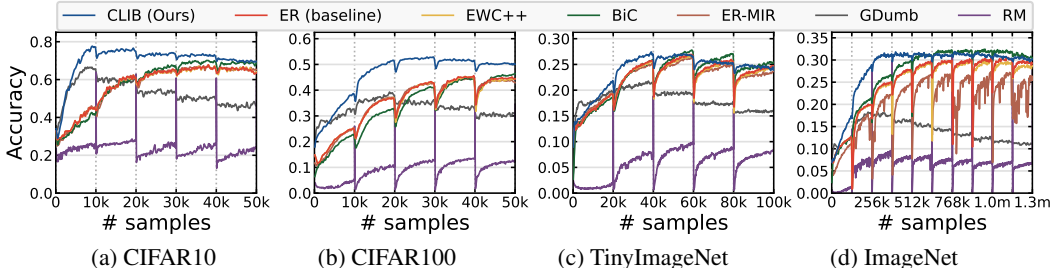 CLIB (Ours) ER (baseline) EWC++ BiC ER-MIR GDumb RM
Accuracy
0.8
0.6
0.4
0.2
0.0
0 10k 20k 30k 40k 50k
# samples
(a) CIFAR10
0.6
0.5
0.4
0.3
0.2
0.1
0.0
0 10k 20k 30k 40k 50k
# samples
(b) CIFAR100
0.30
0.25
0.20
0.15
0.10
0.05
0.00
0 20k 40k 60k 80k 100k
# samples
(c) TinyImageNet
0.35
0.30
0.25
0.20
0.15
0.10
0.05
0.00
0 256k 512k 768k 1.0m 1.3m
# samples
(d) ImageNet